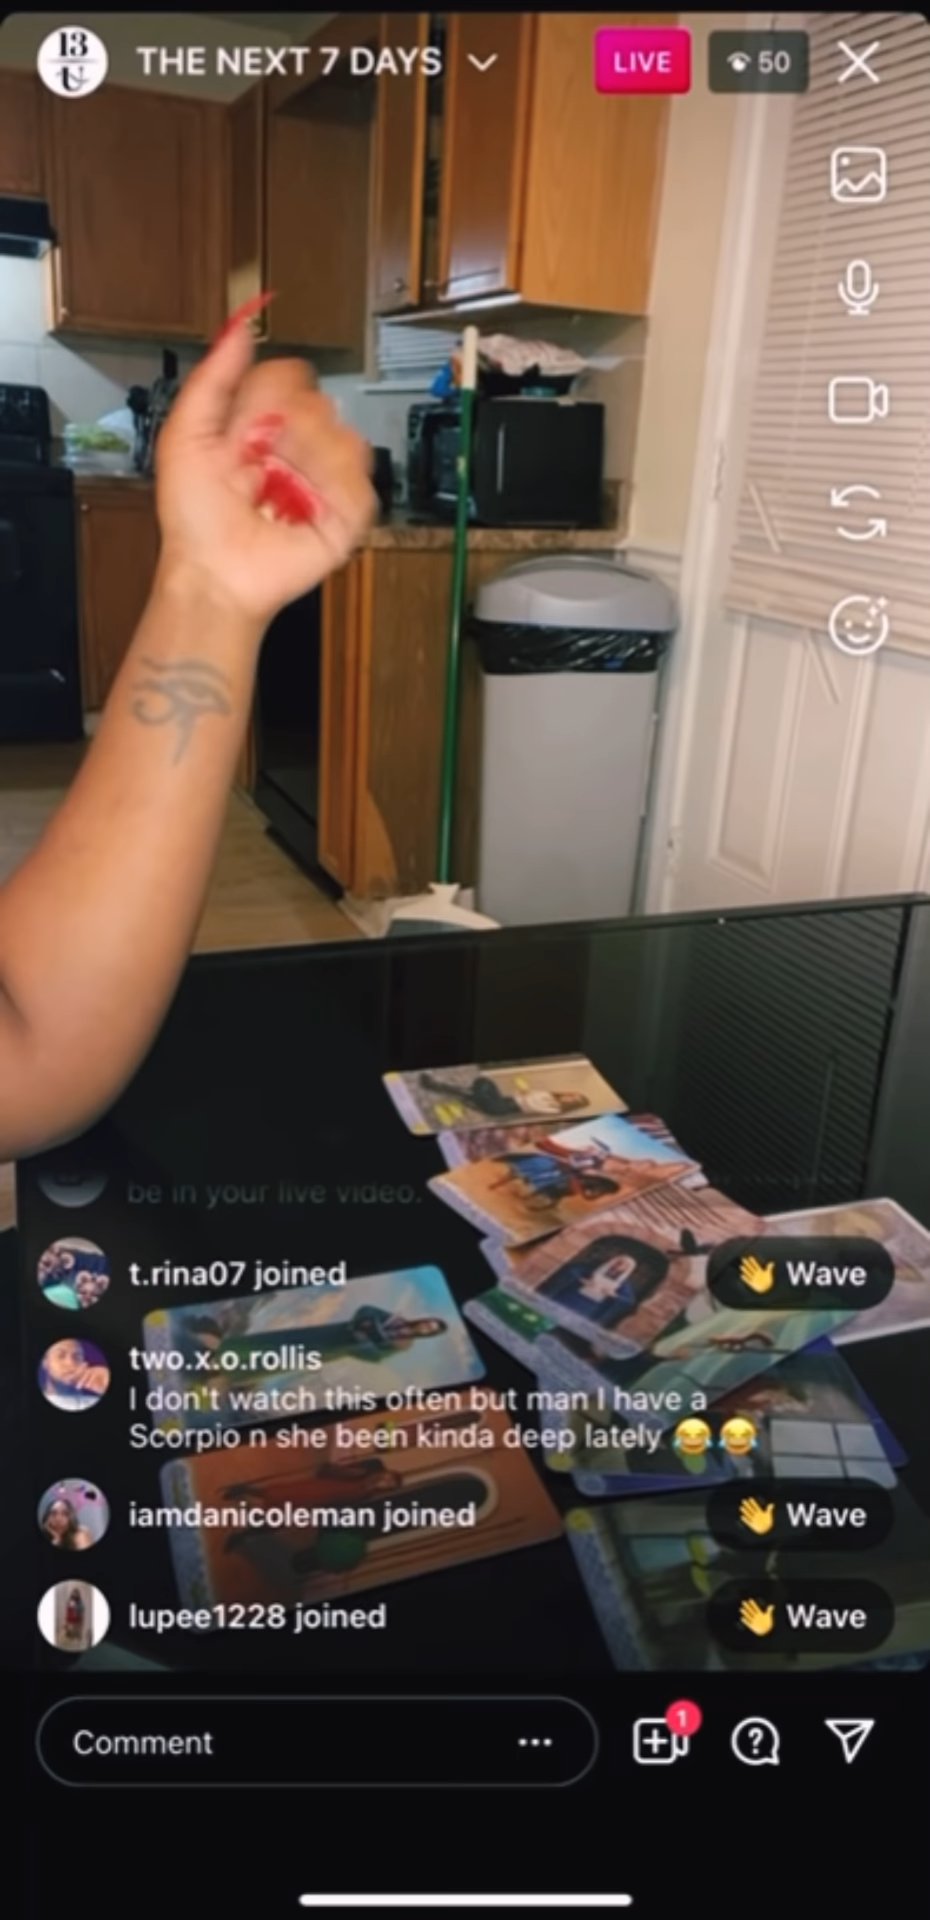 13
U
THE NEXT 7 DAYS
LIVE
50
be in your live video.
t.rina07 joined
Wave
two.x.o.rollis
I don't watch this often but man I have a
Scorpio n she been kinda deep lately 😂😂
iamdanicoleman joined
Wave
lupee1228 joined
Wave
Comment
1